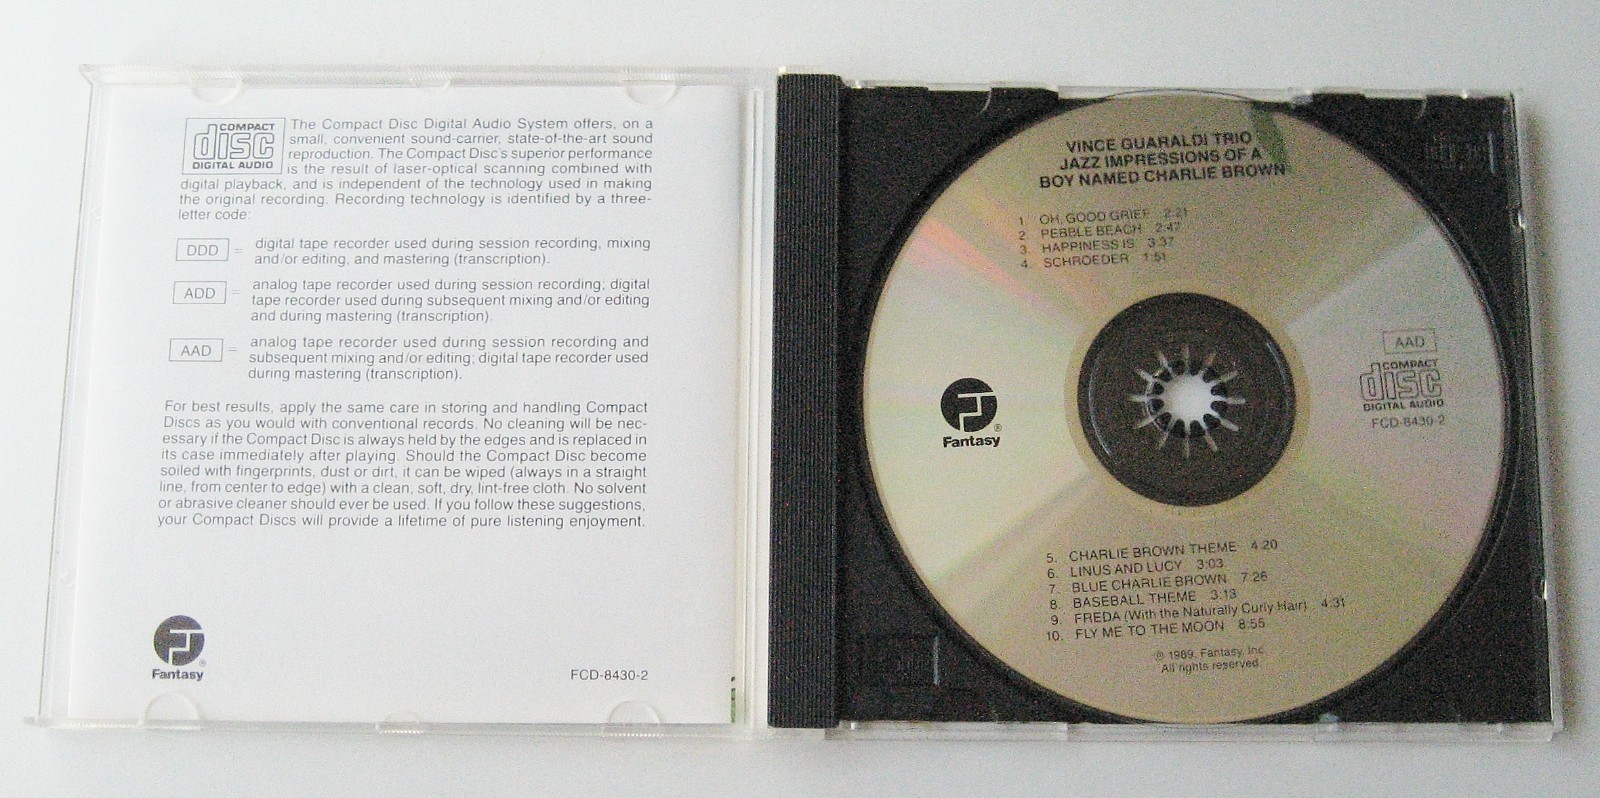 COMPACT
disc
DIGITAL AUDIO
The Compact Disc Digital Audio System offers, on a
small, convenient sound-carrier, state-of-the-art sound
reproduction. The Compact Disc's superior performance
is the result of laser-optical scanning combined with
digital playback, and is independent of the technology used in making
the original recording. Recording technology is identified by a three-
letter code:
DDD = digital tape recorder used during session recording, mixing
and/or editing, and mastering (transcription).
ADD = analog tape recorder used during session recording; digital
tape recorder used during subsequent mixing and/or editing
and during mastering (transcription).
AAD = analog tape recorder used during session recording and
subsequent mixing and/or editing; digital tape recorder used
during mastering (transcription).
For best results, apply the same care in storing and handling Compact
Discs as you would with conventional records. No cleaning will be nec-
essary if the Compact Disc is always held by the edges and is replaced in
its case immediately after playing. Should the Compact Disc become
soiled with fingerprints, dust or dirt, it can be wiped (always in a straight
line, from center to edge) with a clean, soft, dry, lint-free cloth. No solvent
or abrasive cleaner should ever be used. If you follow these suggestions,
your Compact Discs will provide a lifetime of pure listening enjoyment.
Fantasy®
FCD-8430-2
VINCE GUARALDI TRIO
JAZZ IMPRESSIONS OF A
BOY NAMED CHARLIE BROWN
1. OH, GOOD GRIEF 2:21
2. PEBBLE BEACH 2:47
3. HAPPINESS IS 3:37
4. SCHROEDER 1:51
Fantasy®
AAD
COMPACT
disc
DIGITAL AUDIO
FCD-8430-2
5. CHARLIE BROWN THEME 4:20
6. LINUS AND LUCY 3:03
7. BLUE CHARLIE BROWN 7:26
8. BASEBALL THEME 3:13
9. FREDA (With the Naturally Curly Hair) 4:31
10. FLY ME TO THE MOON 8:55
℗ 1989, Fantasy, Inc.
All rights reserved.